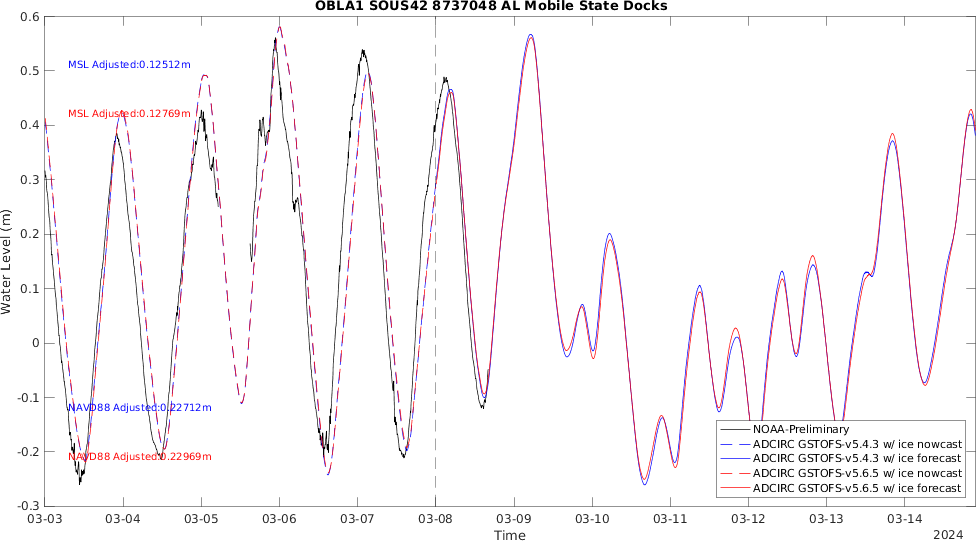 OBLA1 SOUS42 8737048 AL Mobile State Docks
0.6
0.5
0.4
0.3
0.2
0.1
0
-0.1
-0.2
-0.3
Water Level (m)
MSL Adjusted:0.12512m
MSL Adjusted:0.12769m
NAVD88 Adjusted:0.22712m
NAVD88 Adjusted:0.22969m
NOAA-Preliminary
ADCIRC GSTOFS-v5.4.3 w/ ice nowcast
ADCIRC GSTOFS-v5.4.3 w/ ice forecast
ADCIRC GSTOFS-v5.6.5 w/ ice nowcast
ADCIRC GSTOFS-v5.6.5 w/ ice forecast
03-03 03-04 03-05 03-06 03-07 03-08 03-09 03-10 03-11 03-12 03-13 03-14
Time
2024